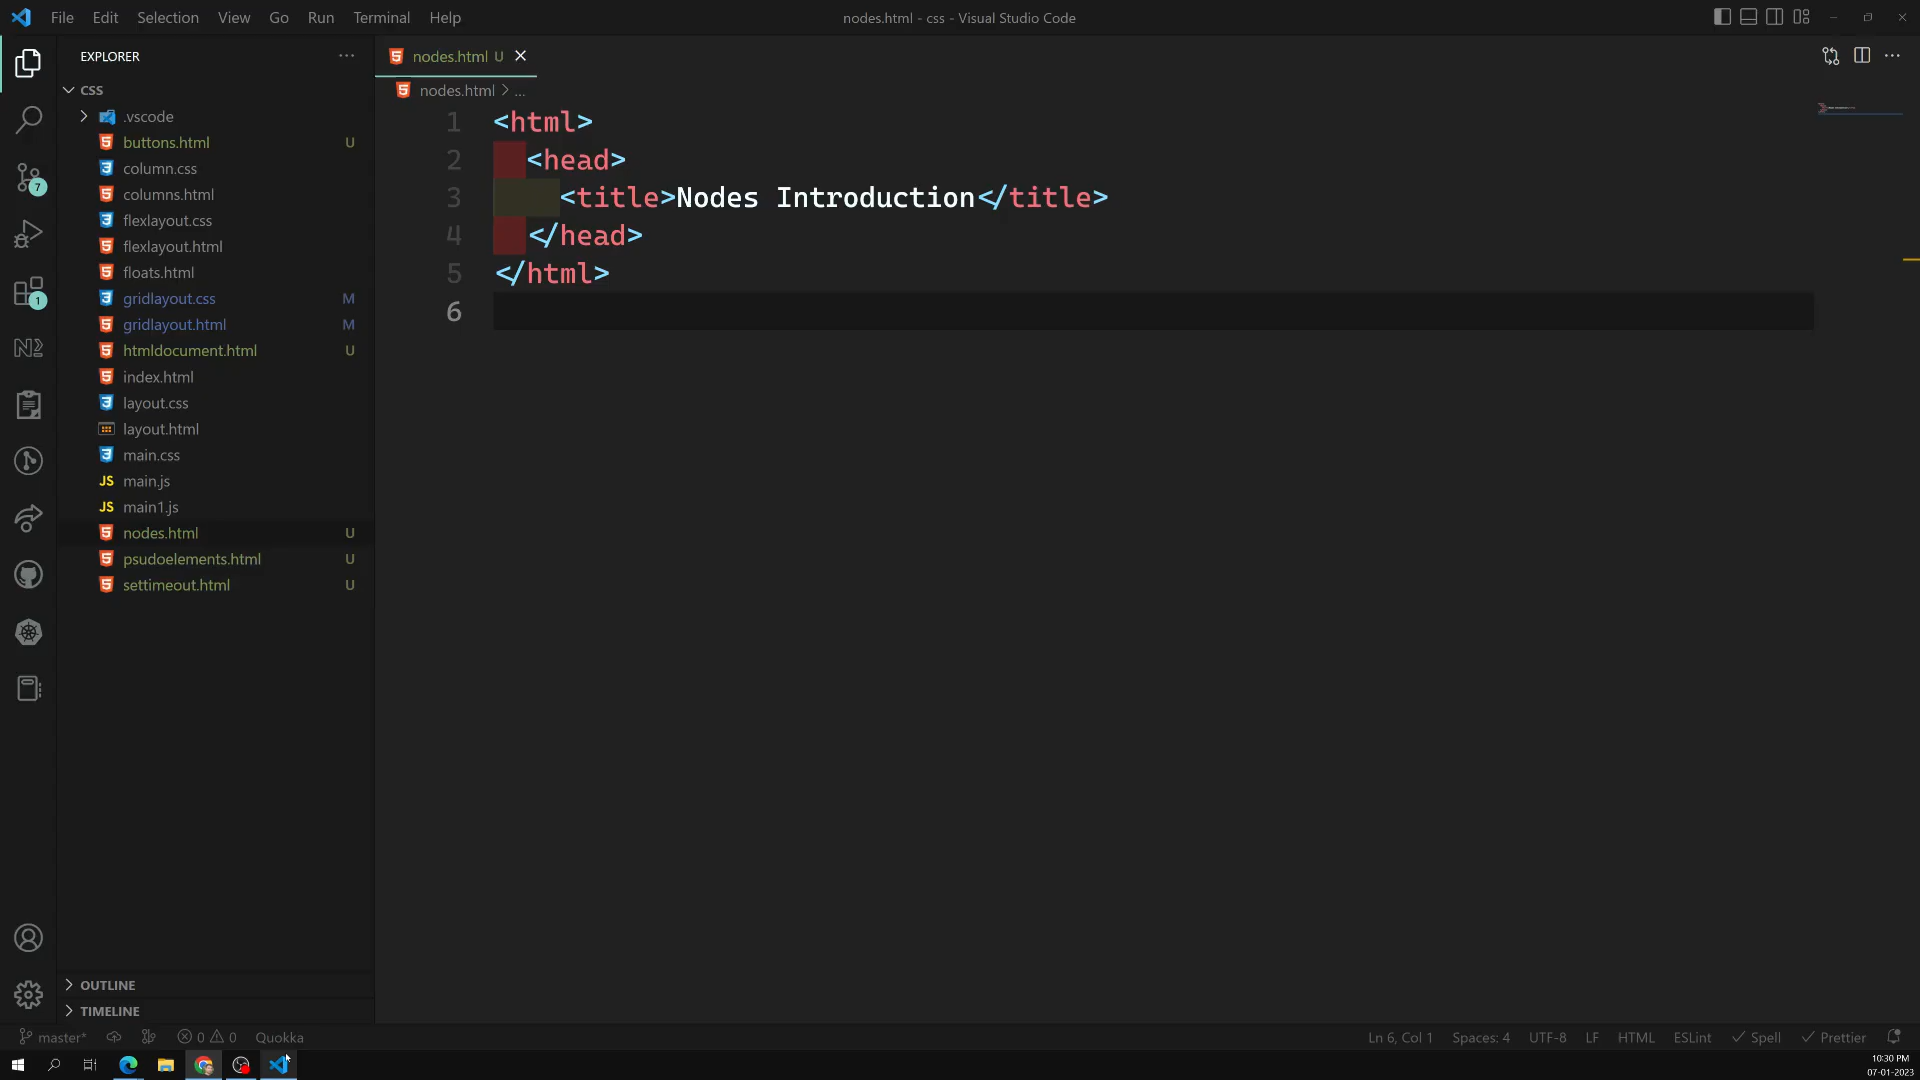 File Edit Selection View Go Run Terminal Help
nodes.html - css - Visual Studio Code
EXPLORER
CSS
.vscode
buttons.html U
column.css
columns.html
flexlayout.css
flexlayout.html
floats.html
gridlayout.css M
gridlayout.html M
htmldocument.html U
index.html
layout.css
layout.html
main.css
JS main.js
JS main1.js
nodes.html U
psudoelements.html U
settimeout.html U
OUTLINE
TIMELINE
7
1
nodes.html U
nodes.html > ...
1 <html>
2 <head>
3 <title>Nodes Introduction</title>
4 </head>
5 </html>
6
master* 0 0 Quokka
Ln 6, Col 1 Spaces: 4 UTF-8 LF HTML ESLint Spell Prettier
10:30 PM
07-01-2023